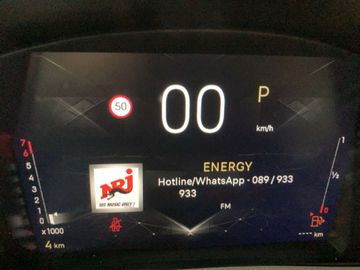 50
00
P
km/h
7
6
5
4
3
2
1
0
x1000
4 km
NRJ
HIT MUSIC ONLY !
ENERGY
Hotline/WhatsApp · 089 / 933
933
FM
1
½
0
---- km